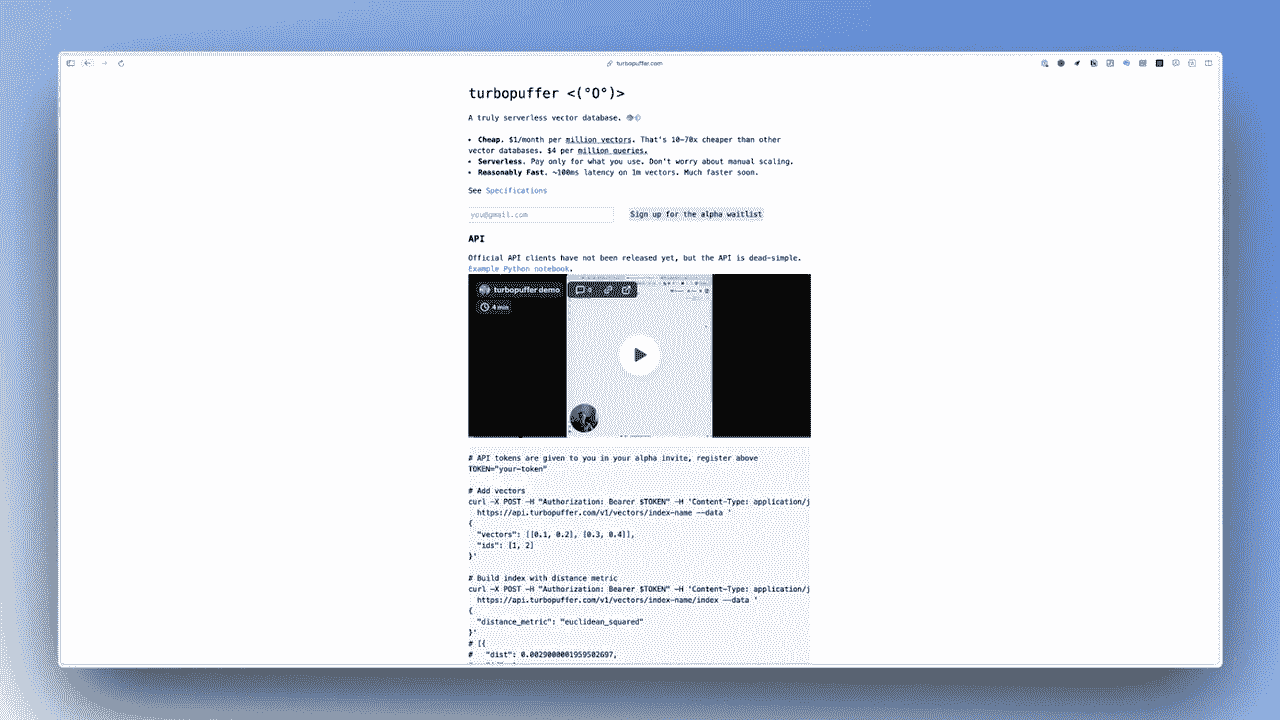 turbopuffer.com
turbopuffer <(°O°)>
A truly serverless vector database.
• Cheap. $1/month per million vectors. That's 10-70x cheaper than other
vector databases. $4 per million queries.
• Serverless. Pay only for what you use. Don't worry about manual scaling.
• Reasonably Fast. ~100ms latency on 1m vectors. Much faster soon.
See Specifications
you@gmail.com
Sign up for the alpha waitlist
API
Official API clients have not been released yet, but the API is dead-simple.
Example Python notebook.
turbopuffer demo
4 min
# API tokens are given to you in your alpha invite, register above
TOKEN="your-token"
# Add vectors
curl -X POST -H "Authorization: Bearer $TOKEN" -H 'Content-Type: application/j
https://api.turbopuffer.com/v1/vectors/index-name --data '
{
"vectors": [[0.1, 0.2], [0.3, 0.4]],
"ids": [1, 2]
}'
# Build index with distance metric
curl -X POST -H "Authorization: Bearer $TOKEN" -H 'Content-Type: application/j
https://api.turbopuffer.com/v1/vectors/index-name/index --data '
{
"distance_metric": "euclidean_squared"
}'
# [{
# "dist": 0.0029000001959502697,